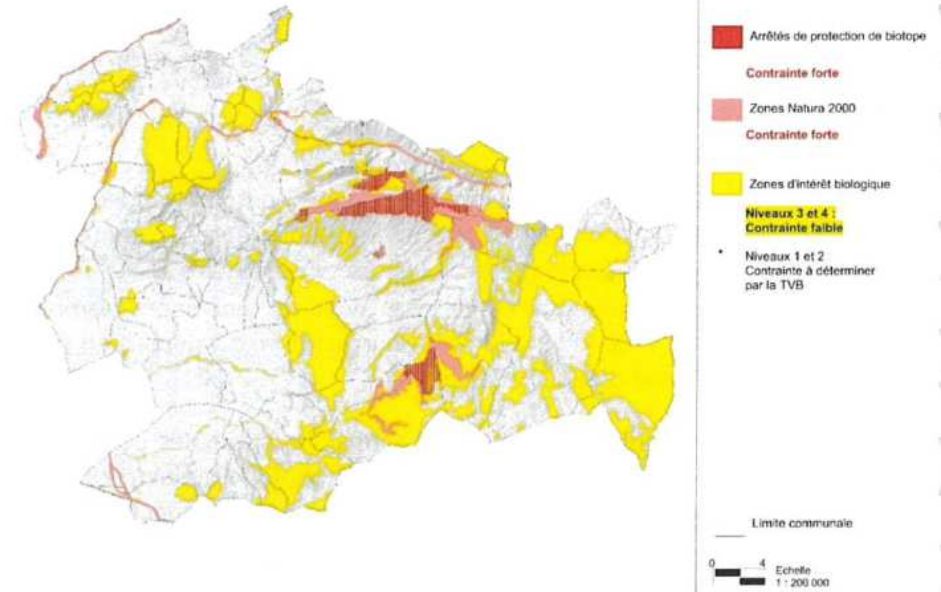 Arrêtés de protection de biotope
Contrainte forte
Zones Natura 2000
Contrainte forte
Zones d'intérêt biologique
Niveaux 3 et 4 :
Contrainte faible
Niveaux 1 et 2
Contrainte à déterminer
par la TVB
Limite communale
0 4
Echelle
1 : 200 000